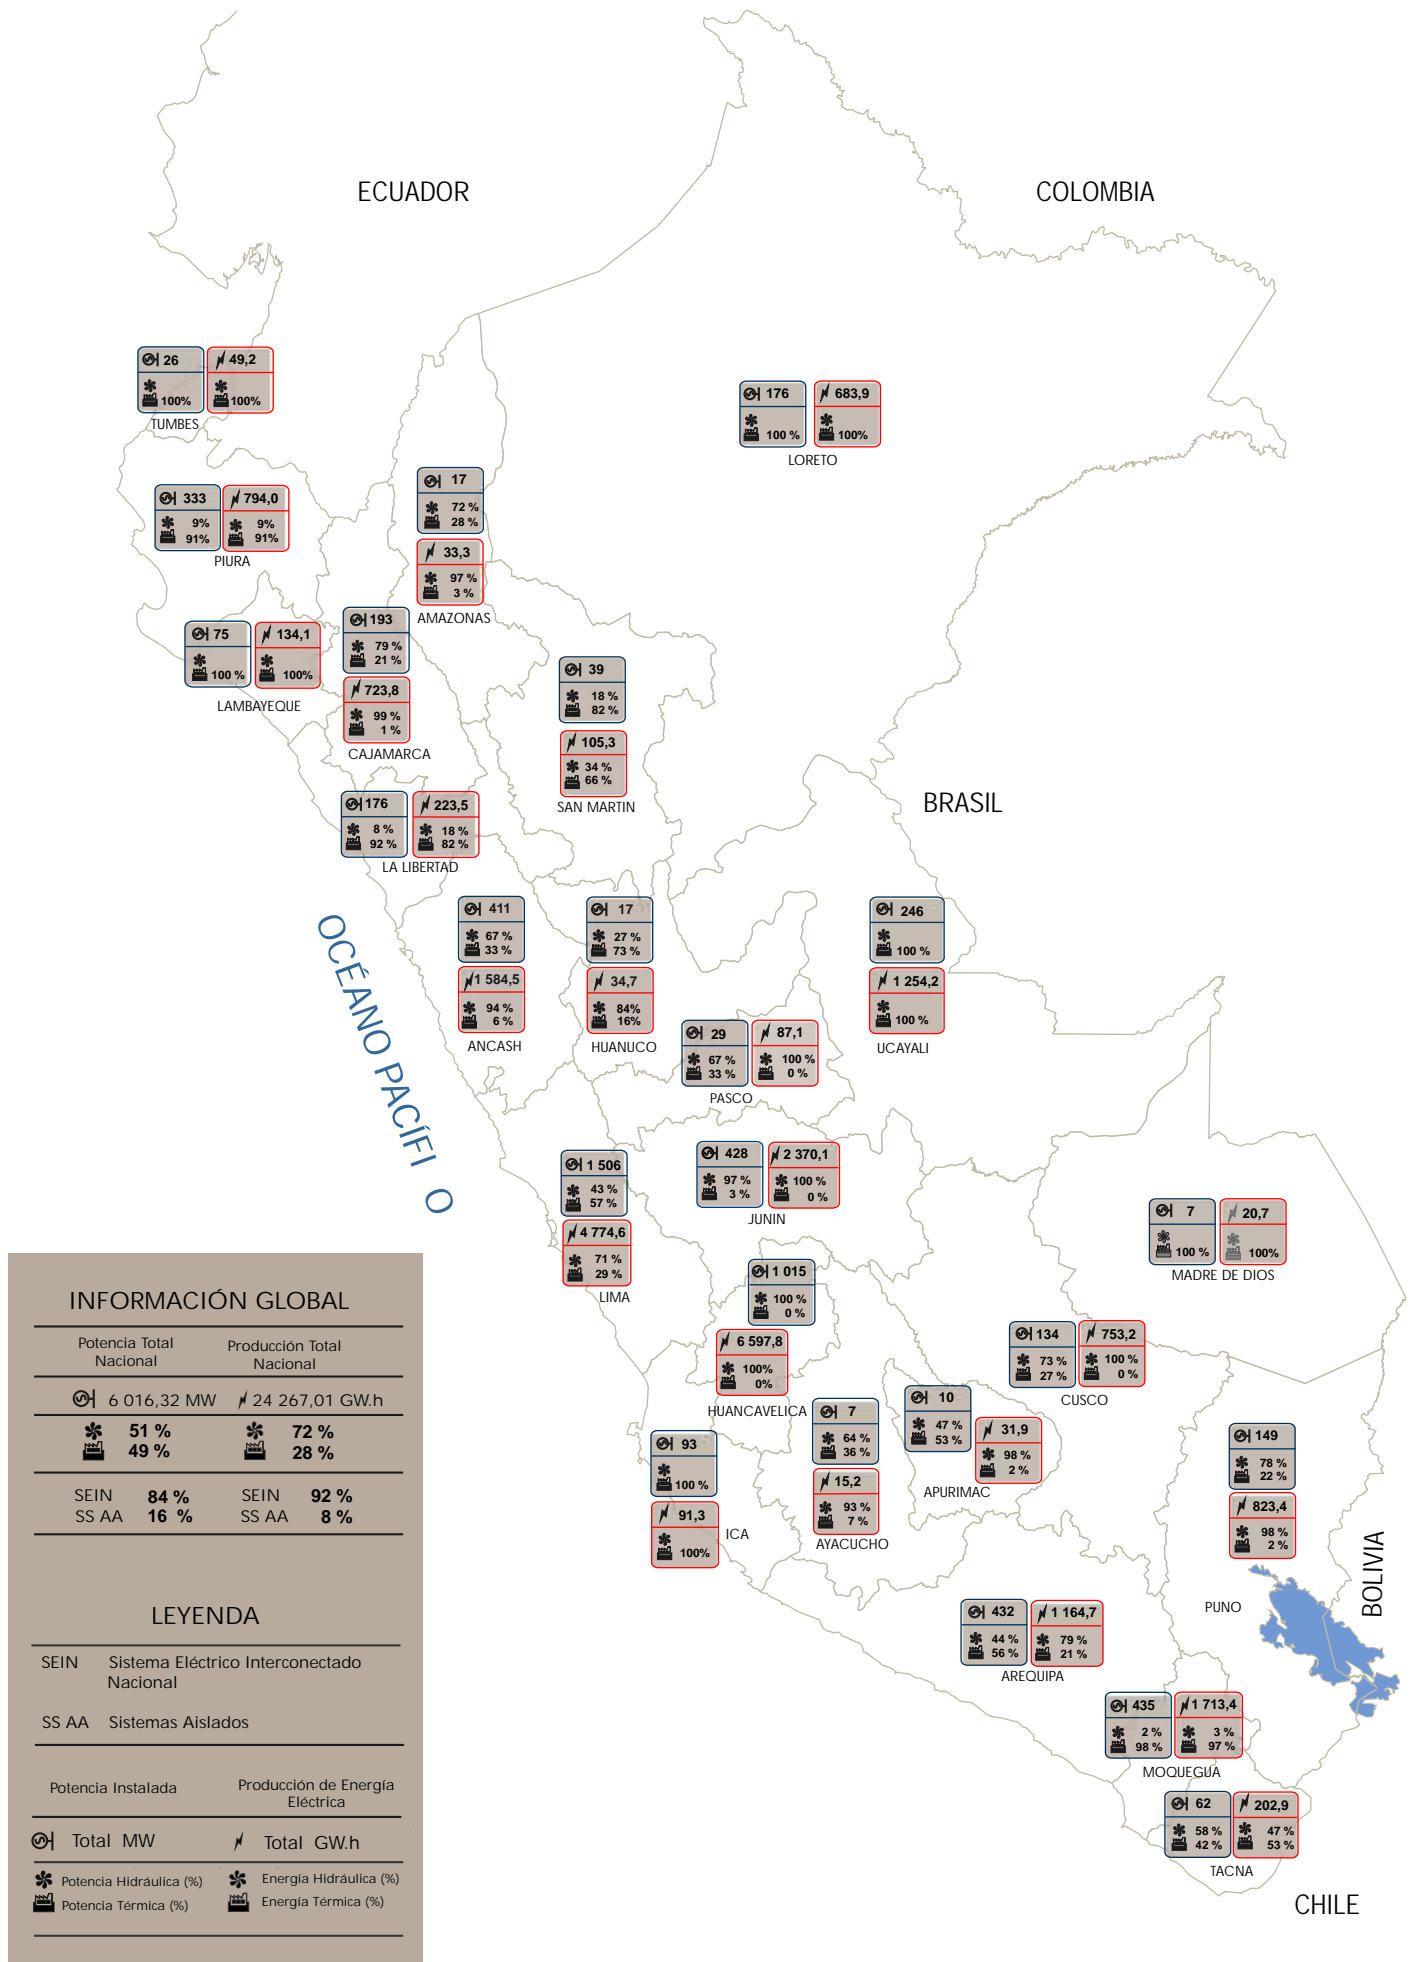 ECUADOR
COLOMBIA
26
100%
49,2
100%
TUMBES
176
100 %
683,9
100%
LORETO
333
9%
91%
794,0
9%
91%
PIURA
17
72 %
28 %
33,3
97 %
3 %
AMAZONAS
75
100 %
134,1
100%
LAMBAYEQUE
193
79 %
21 %
723,8
99 %
1 %
CAJAMARCA
39
18 %
82 %
105,3
34 %
66 %
SAN MARTIN
BRASIL
176
8 %
92 %
223,5
18 %
82 %
LA LIBERTAD
411
67 %
33 %
1 584,5
94 %
6 %
ANCASH
17
27 %
73 %
34,7
84%
16%
HUANUCO
246
100 %
1 254,2
100 %
UCAYALI
OCÉANO PACÍFI O
29
67 %
33 %
87,1
100 %
0 %
PASCO
428
97 %
3 %
2 370,1
100 %
0 %
JUNIN
1 506
43 %
57 %
4 774,6
71 %
29 %
LIMA
7
100 %
20,7
100%
MADRE DE DIOS
1 015
100 %
0 %
6 597,8
100%
0%
HUANCAVELICA
134
73 %
27 %
753,2
100 %
0 %
CUSCO
10
47 %
53 %
31,9
98 %
2 %
APURIMAC
7
64 %
36 %
15,2
93 %
7 %
AYACUCHO
93
100 %
91,3
100%
ICA
149
78 %
22 %
823,4
98 %
2 %
PUNO
BOLIVIA
432
44 %
56 %
1 164,7
79 %
21 %
AREQUIPA
435
2 %
98 %
1 713,4
3 %
97 %
MOQUEGUA
62
58 %
42 %
202,9
47 %
53 %
TACNA
CHILE
INFORMACIÓN GLOBAL
Potencia Total
Nacional
Producción Total
Nacional
6 016,32 MW
24 267,01 GW.h
51 %
49 %
72 %
28 %
SEIN 84 %
SS AA 16 %
SEIN 92 %
SS AA 8 %
LEYENDA
SEIN Sistema Eléctrico Interconectado
Nacional
SS AA Sistemas Aislados
Potencia Instalada
Producción de Energía
Eléctrica
Total MW
Total GW.h
Potencia Hidráulica (%)
Energía Hidráulica (%)
Potencia Térmica (%)
Energía Térmica (%)